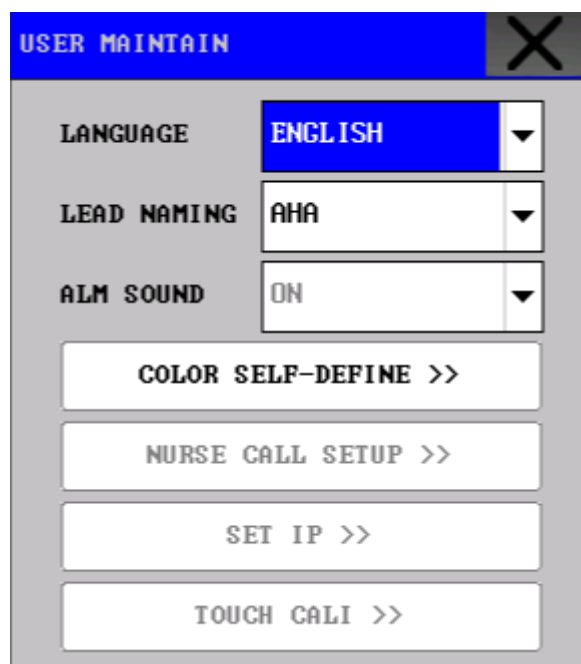 USER MAINTAIN
LANGUAGE ENGLISH
LEAD NAMING AHA
ALM SOUND ON
COLOR SELF-DEFINE >>
NURSE CALL SETUP >>
SET IP >>
TOUCH CALI >>